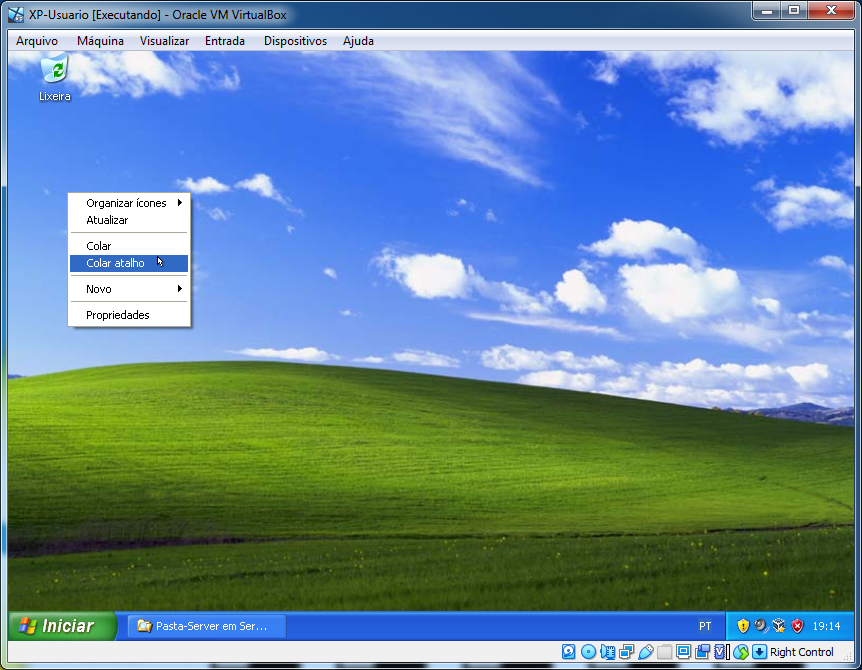 XP-Usuario [Executando] - Oracle VM VirtualBox
Arquivo Máquina Visualizar Entrada Dispositivos Ajuda
Lixeira
Organizar ícones
Atualizar
Colar
Colar atalho
Novo
Propriedades
Iniciar Pasta-Server em Ser... PT 19:14
Right Control